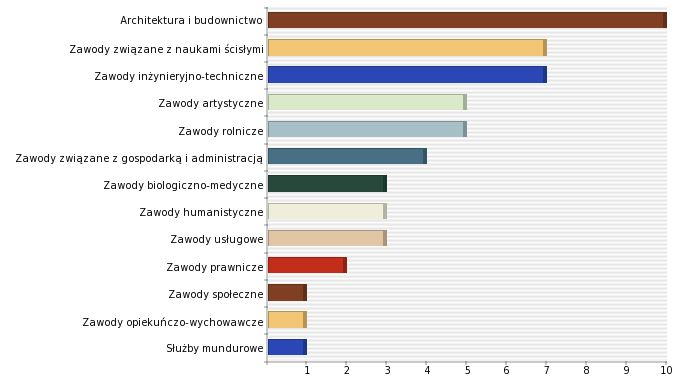 Architektura i budownictwo
Zawody związane z naukami ścisłymi
Zawody inżynieryjno-techniczne
Zawody artystyczne
Zawody rolnicze
Zawody związane z gospodarką i administracją
Zawody biologiczno-medyczne
Zawody humanistyczne
Zawody usługowe
Zawody prawnicze
Zawody społeczne
Zawody opiekuńczo-wychowawcze
Służby mundurowe
1 2 3 4 5 6 7 8 9 10